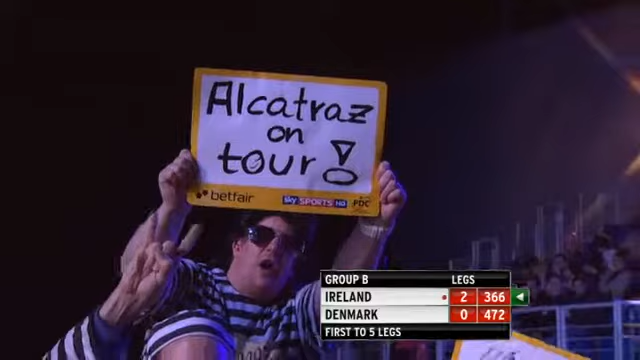 Alcatraz
on
tour!
betfair sky SPORTS HD PDC
GROUP B LEGS
IRELAND 2 366
DENMARK 0 472
FIRST TO 5 LEGS